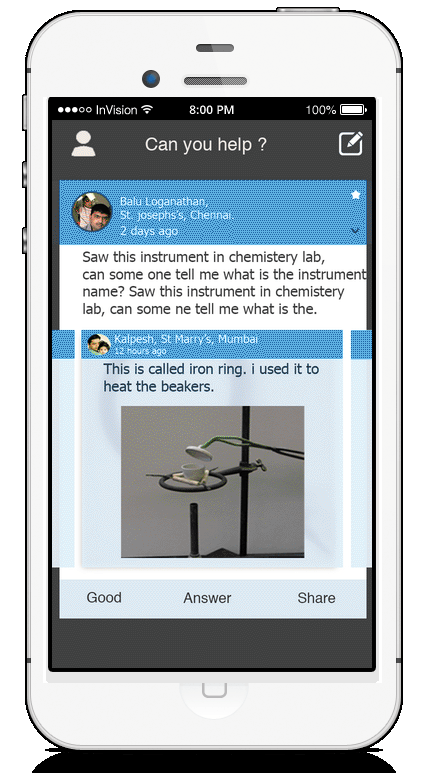 InVision 8:00 PM 100%
Can you help ?
Balu Loganathan,
St. josephs's, Chennai.
2 days ago
Saw this instrument in chemistery lab,
can some one tell me what is the instrument
name? Saw this instrument in chemistery
lab, can some ne tell me what is the.
Kalpesh, St Marry's, Mumbai
12 hours ago
This is called iron ring. i used it to
heat the beakers.
Good Answer Share